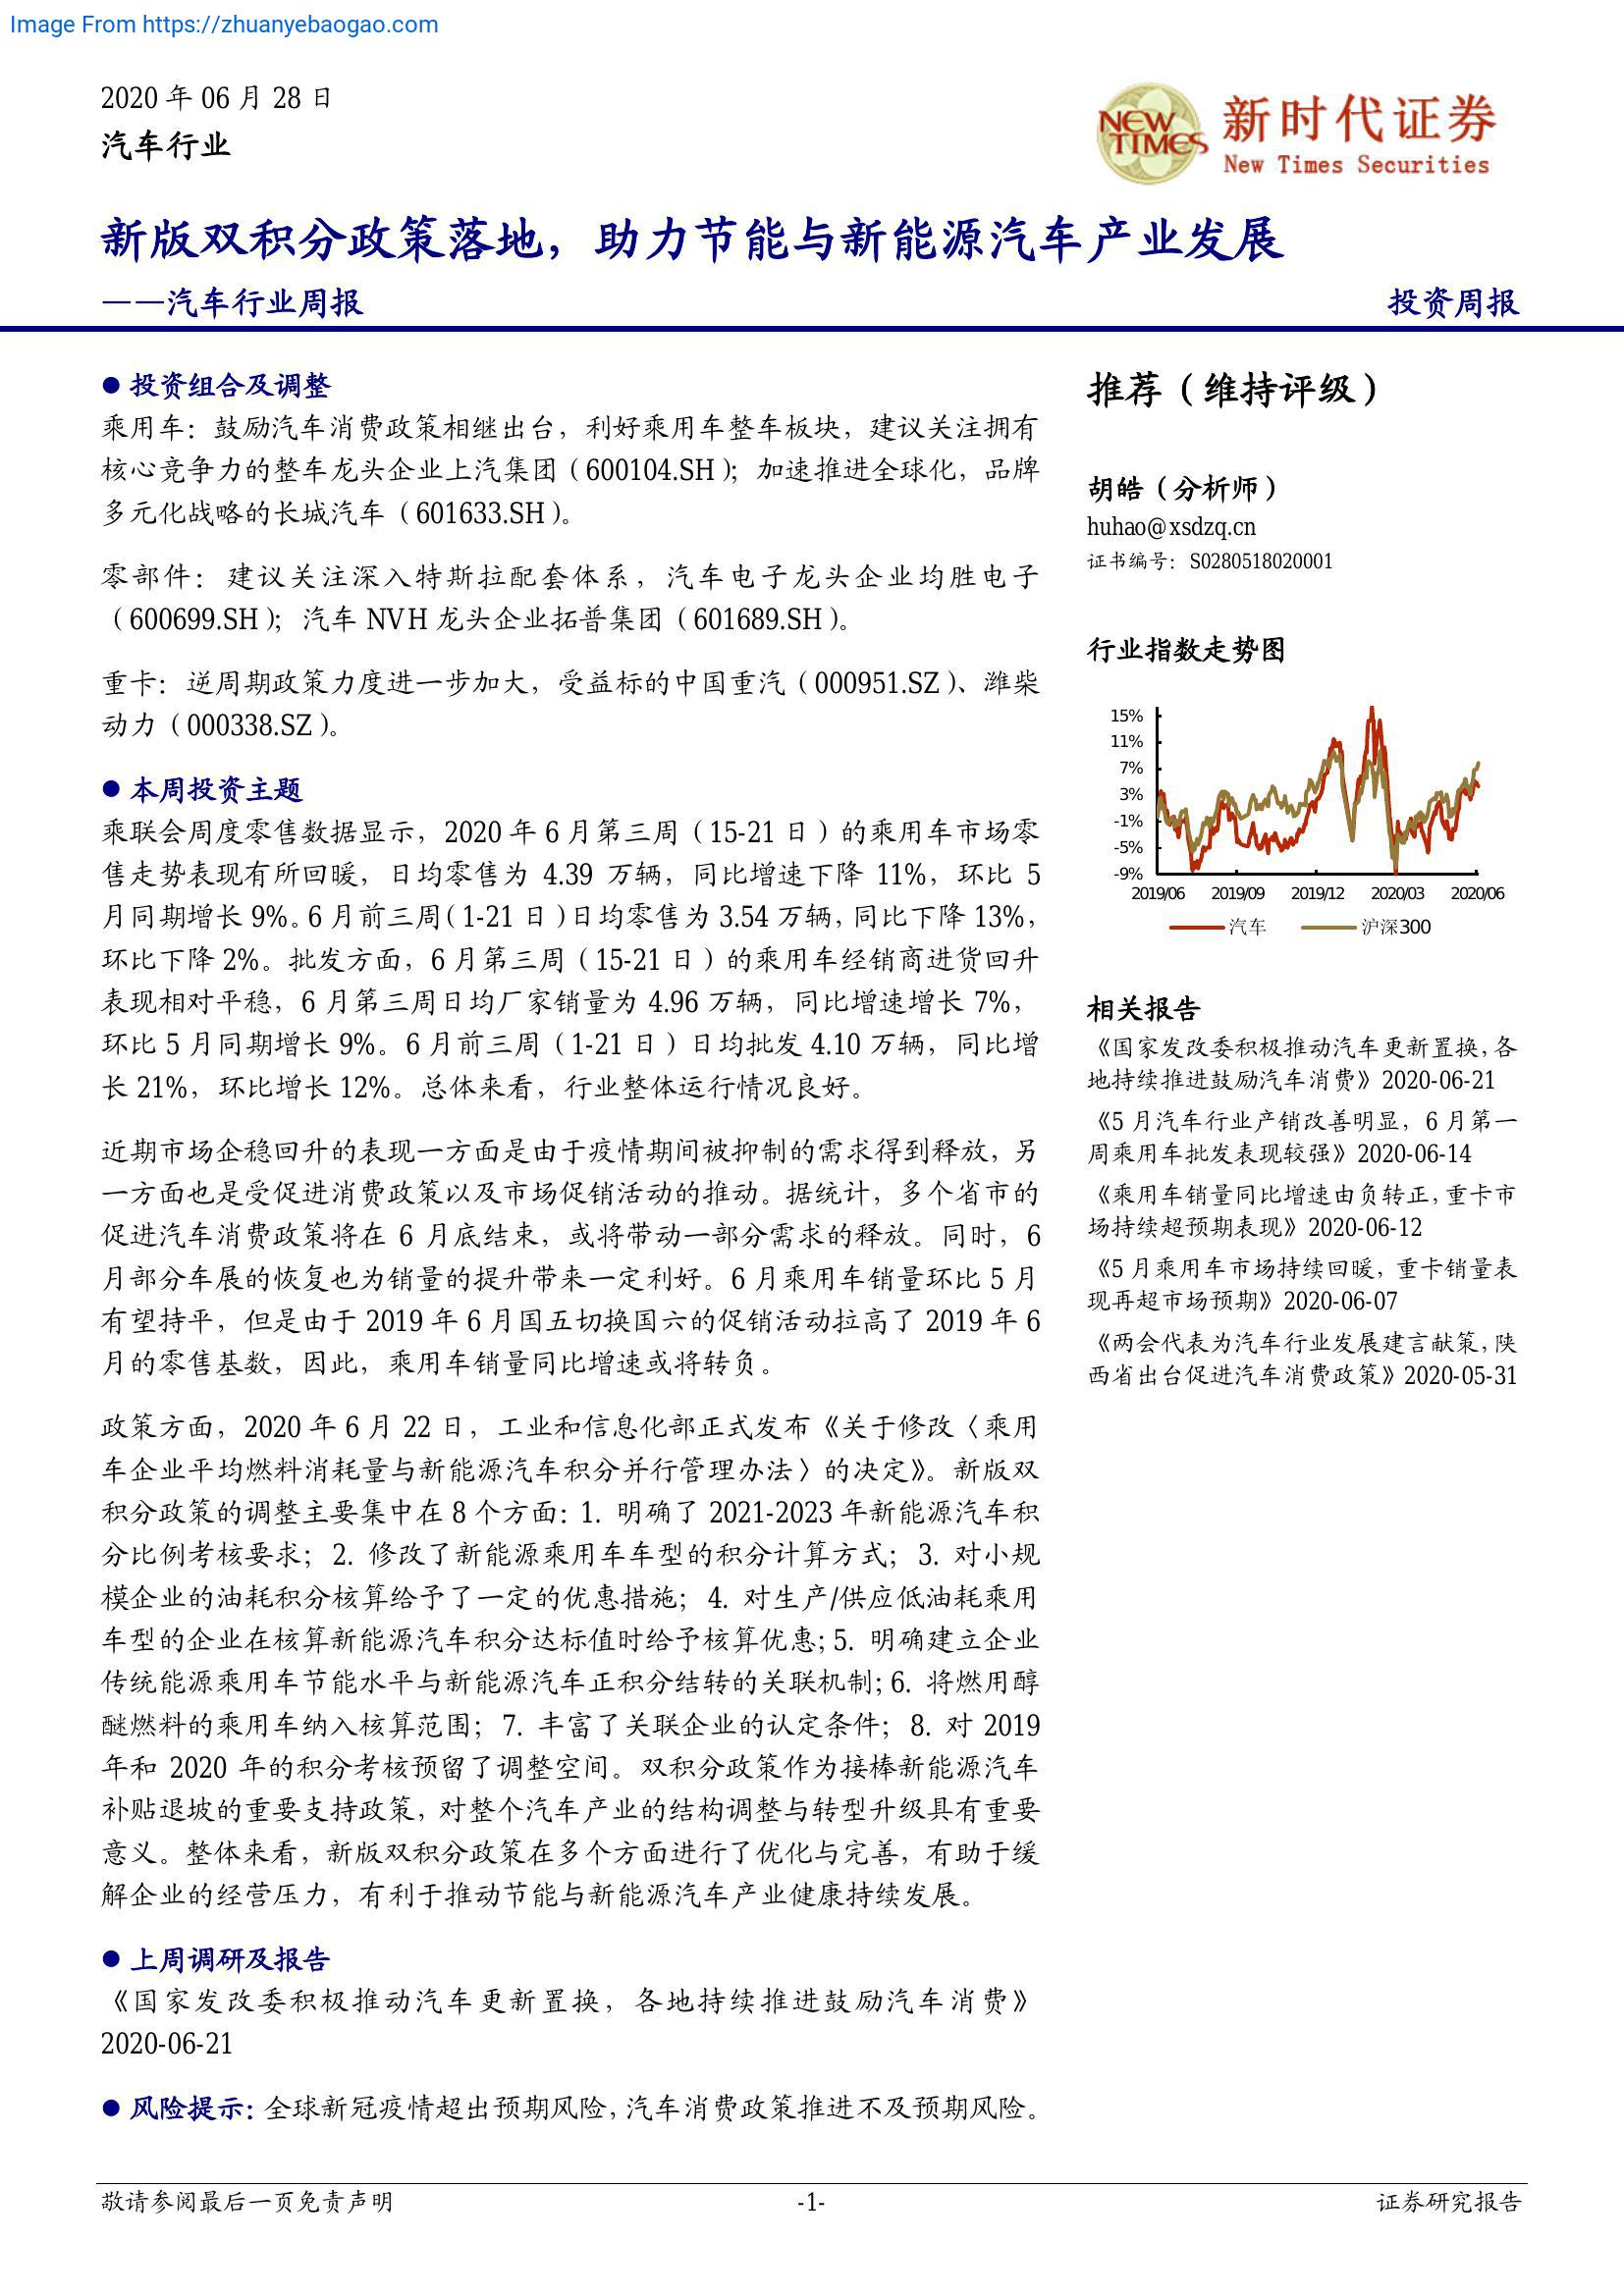 Image From https://zhuanyebaogao.com
2020 年 06 月 28 日
汽车行业
NEW TIMES
新时代证券
New Times Securities
新版双积分政策落地，助力节能与新能源汽车产业发展
——汽车行业周报
投资周报
● 投资组合及调整
乘用车：鼓励汽车消费政策相继出台，利好乘用车整车板块，建议关注拥有
核心竞争力的整车龙头企业上汽集团（600104.SH）；加速推进全球化，品牌
多元化战略的长城汽车（601633.SH）。
零部件：建议关注深入特斯拉配套体系，汽车电子龙头企业均胜电子
（600699.SH）；汽车 NVH 龙头企业拓普集团（601689.SH）。
重卡：逆周期政策力度进一步加大，受益标的中国重汽（000951.SZ）、潍柴
动力（000338.SZ）。
● 本周投资主题
乘联会周度零售数据显示，2020 年 6 月第三周（15-21 日）的乘用车市场零
售走势表现有所回暖，日均零售为 4.39 万辆，同比增速下降 11%，环比 5
月同期增长 9%。6 月前三周（1-21 日）日均零售为 3.54 万辆，同比下降 13%，
环比下降 2%。批发方面，6 月第三周（15-21 日）的乘用车经销商进货回升
表现相对平稳，6 月第三周日均厂家销量为 4.96 万辆，同比增速增长 7%，
环比 5 月同期增长 9%。6 月前三周（1-21 日）日均批发 4.10 万辆，同比增
长 21%，环比增长 12%。总体来看，行业整体运行情况良好。
近期市场企稳回升的表现一方面是由于疫情期间被抑制的需求得到释放，另
一方面也是受促进消费政策以及市场促销活动的推动。据统计，多个省市的
促进汽车消费政策将在 6 月底结束，或将带动一部分需求的释放。同时，6
月部分车展的恢复也为销量的提升带来一定利好。6 月乘用车销量环比 5 月
有望持平，但是由于 2019 年 6 月国五切换国六的促销活动拉高了 2019 年 6
月的零售基数，因此，乘用车销量同比增速或将转负。
政策方面，2020 年 6 月 22 日，工业和信息化部正式发布《关于修改〈乘用
车企业平均燃料消耗量与新能源汽车积分并行管理办法〉的决定》。新版双
积分政策的调整主要集中在 8 个方面：1. 明确了 2021-2023 年新能源汽车积
分比例考核要求；2. 修改了新能源乘用车车型的积分计算方式；3. 对小规
模企业的油耗积分核算给予了一定的优惠措施；4. 对生产/供应低油耗乘用
车型的企业在核算新能源汽车积分达标值时给予核算优惠；5. 明确建立企业
传统能源乘用车节能水平与新能源汽车正积分结转的关联机制；6. 将燃用醇
醚燃料的乘用车纳入核算范围；7. 丰富了关联企业的认定条件；8. 对 2019
年和 2020 年的积分考核预留了调整空间。双积分政策作为接棒新能源汽车
补贴退坡的重要支持政策，对整个汽车产业的结构调整与转型升级具有重要
意义。整体来看，新版双积分政策在多个方面进行了优化与完善，有助于缓
解企业的经营压力，有利于推动节能与新能源汽车产业健康持续发展。
● 上周调研及报告
《国家发改委积极推动汽车更新置换，各地持续推进鼓励汽车消费》
2020-06-21
● 风险提示：全球新冠疫情超出预期风险，汽车消费政策推进不及预期风险。
推荐（维持评级）
胡皓（分析师）
huhao@xsdzq.cn
证书编号：S0280518020001
行业指数走势图
15%
11%
7%
3%
-1%
-5%
-9%
2019/06 2019/09 2019/12 2020/03 2020/06
汽车 沪深300
相关报告
《国家发改委积极推动汽车更新置换，各
地持续推进鼓励汽车消费》2020-06-21
《5 月汽车行业产销改善明显，6 月第一
周乘用车批发表现较强》2020-06-14
《乘用车销量同比增速由负转正，重卡市
场持续超预期表现》2020-06-12
《5 月乘用车市场持续回暖，重卡销量表
现再超市场预期》2020-06-07
《两会代表为汽车行业发展建言献策，陕
西省出台促进汽车消费政策》2020-05-31
敬请参阅最后一页免责声明
-1-
证券研究报告